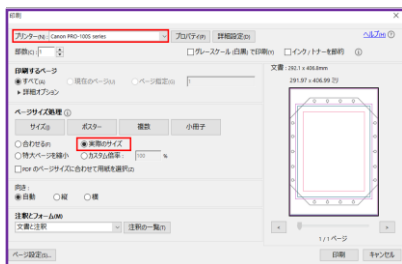 印刷
プリンター(N): Canon PRO-100S series プロパティ(P) 詳細設定(D) ヘルプ(H)
部数(C): 1 グレースケール(白黒)で印刷(Y) インク/トナーを節約
印刷するページ
すべて(A) 現在のページ(U) ページ指定(G) 1
詳細オプション
ページサイズ処理
サイズ(I) ポスター 複数 小冊子
合わせる(F) 実際のサイズ
特大ページを縮小 カスタム倍率: 100 %
PDF のページサイズに合わせて用紙を選択(Z)
向き:
自動 縦 横
注釈とフォーム(M)
文書と注釈 注釈の一覧(T)
文書: 292.1 x 406.8mm
291.97 x 406.99 ミリ
< >
1/1 ページ
ページ設定(S)... 印刷 キャンセル